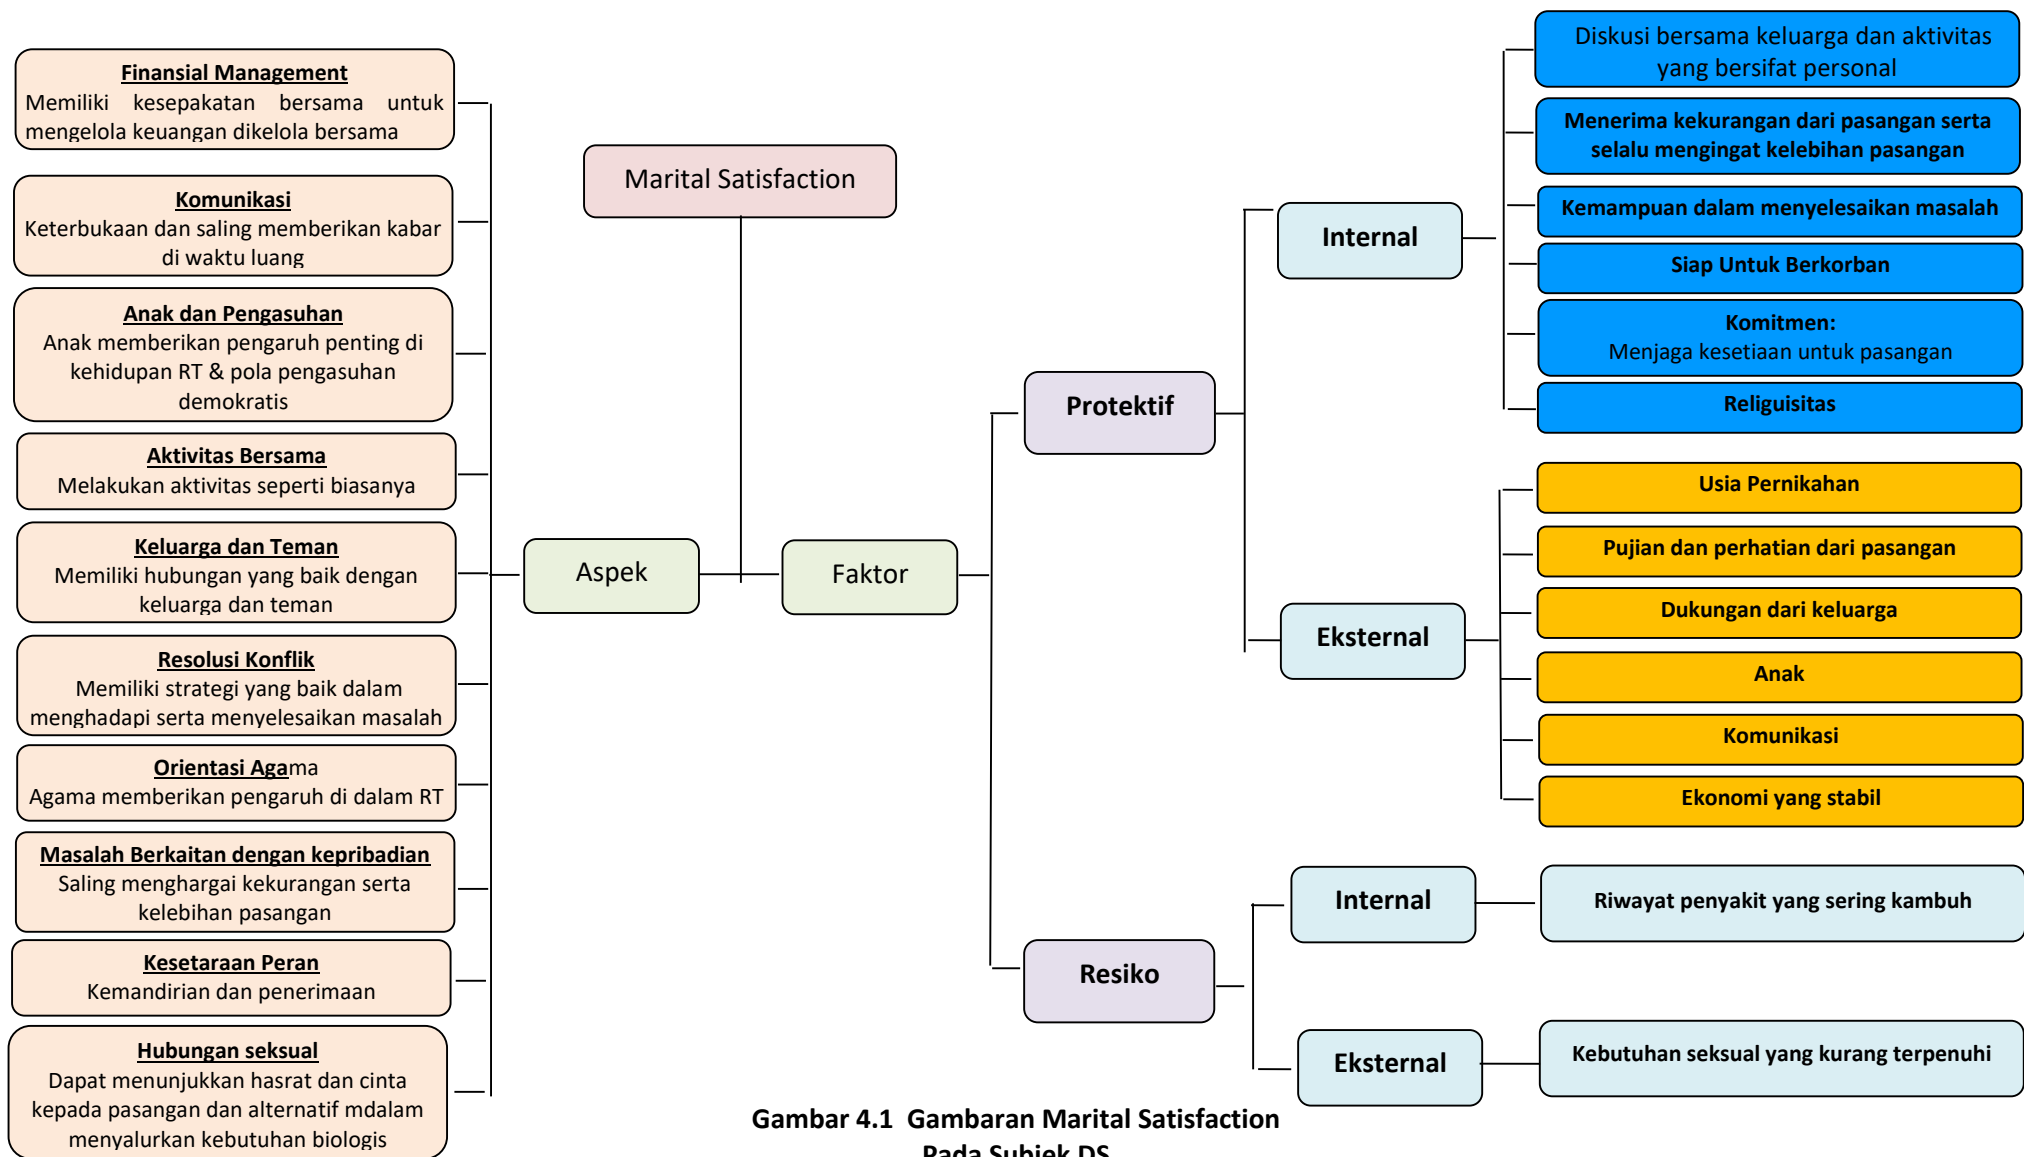 Finansial Management
Memiliki kesepakatan bersama untuk
mengelola keuangan dikelola bersama
Komunikasi
Keterbukaan dan saling memberikan kabar
di waktu luang
Anak dan Pengasuhan
Anak memberikan pengaruh penting di
kehidupan RT & pola pengasuhan
demokratis
Aktivitas Bersama
Melakukan aktivitas seperti biasanya
Keluarga dan Teman
Memiliki hubungan yang baik dengan
keluarga dan teman
Resolusi Konflik
Memiliki strategi yang baik dalam
menghadapi serta menyelesaikan masalah
Orientasi Agama
Agama memberikan pengaruh di dalam RT
Masalah Berkaitan dengan kepribadian
Saling menghargai kekurangan serta
kelebihan pasangan
Kesetaraan Peran
Kemandirian dan penerimaan
Hubungan seksual
Dapat menunjukkan hasrat dan cinta
kepada pasangan dan alternatif mdalam
menyalurkan kebutuhan biologis
Marital Satisfaction
Aspek
Faktor
Protektif
Internal
Diskusi bersama keluarga dan aktivitas
yang bersifat personal
Menerima kekurangan dari pasangan serta
selalu mengingat kelebihan pasangan
Kemampuan dalam menyelesaikan masalah
Siap Untuk Berkorban
Komitmen:
Menjaga kesetiaan untuk pasangan
Religuisitas
Eksternal
Usia Pernikahan
Pujian dan perhatian dari pasangan
Dukungan dari keluarga
Anak
Komunikasi
Ekonomi yang stabil
Resiko
Internal
Riwayat penyakit yang sering kambuh
Eksternal
Kebutuhan seksual yang kurang terpenuhi
Gambar 4.1 Gambaran Marital Satisfaction
Pada Subjek DS